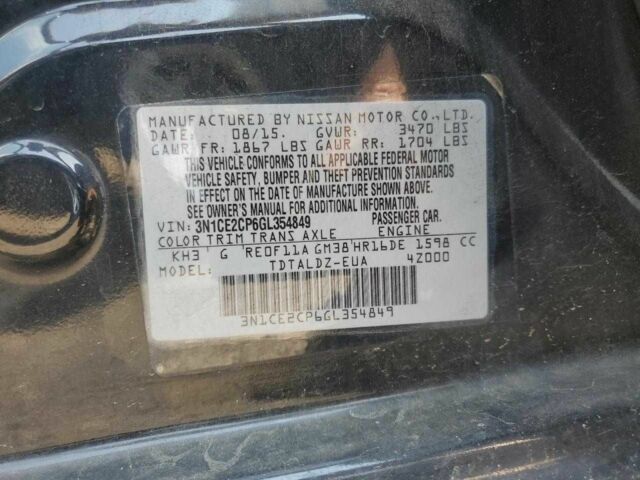 MANUFACTURED BY NISSAN MOTOR CO.,LTD.
DATE: 08/15. GVWR: 3470 LBS
GAWR FR: 1867 LBS GAWR RR: 1704 LBS
THIS VEHICLE CONFORMS TO ALL APPLICABLE FEDERAL MOTOR
VEHICLE SAFETY, BUMPER AND THEFT PREVENTION STANDARDS
IN EFFECT ON THE DATE OF MANUFACTURE SHOWN ABOVE.
SEE OWNER'S MANUAL FOR ADDITIONAL INFORMATION.
VIN: 3N1CE2CP6GL354849 PASSENGER CAR.
COLOR TRIM TRANS AXLE ENGINE
KH3 G RE0F11A GM38 HR16DE 1598 CC
MODEL: TDTALDZ-EUA 4Z000
3N1CE2CP6GL354849